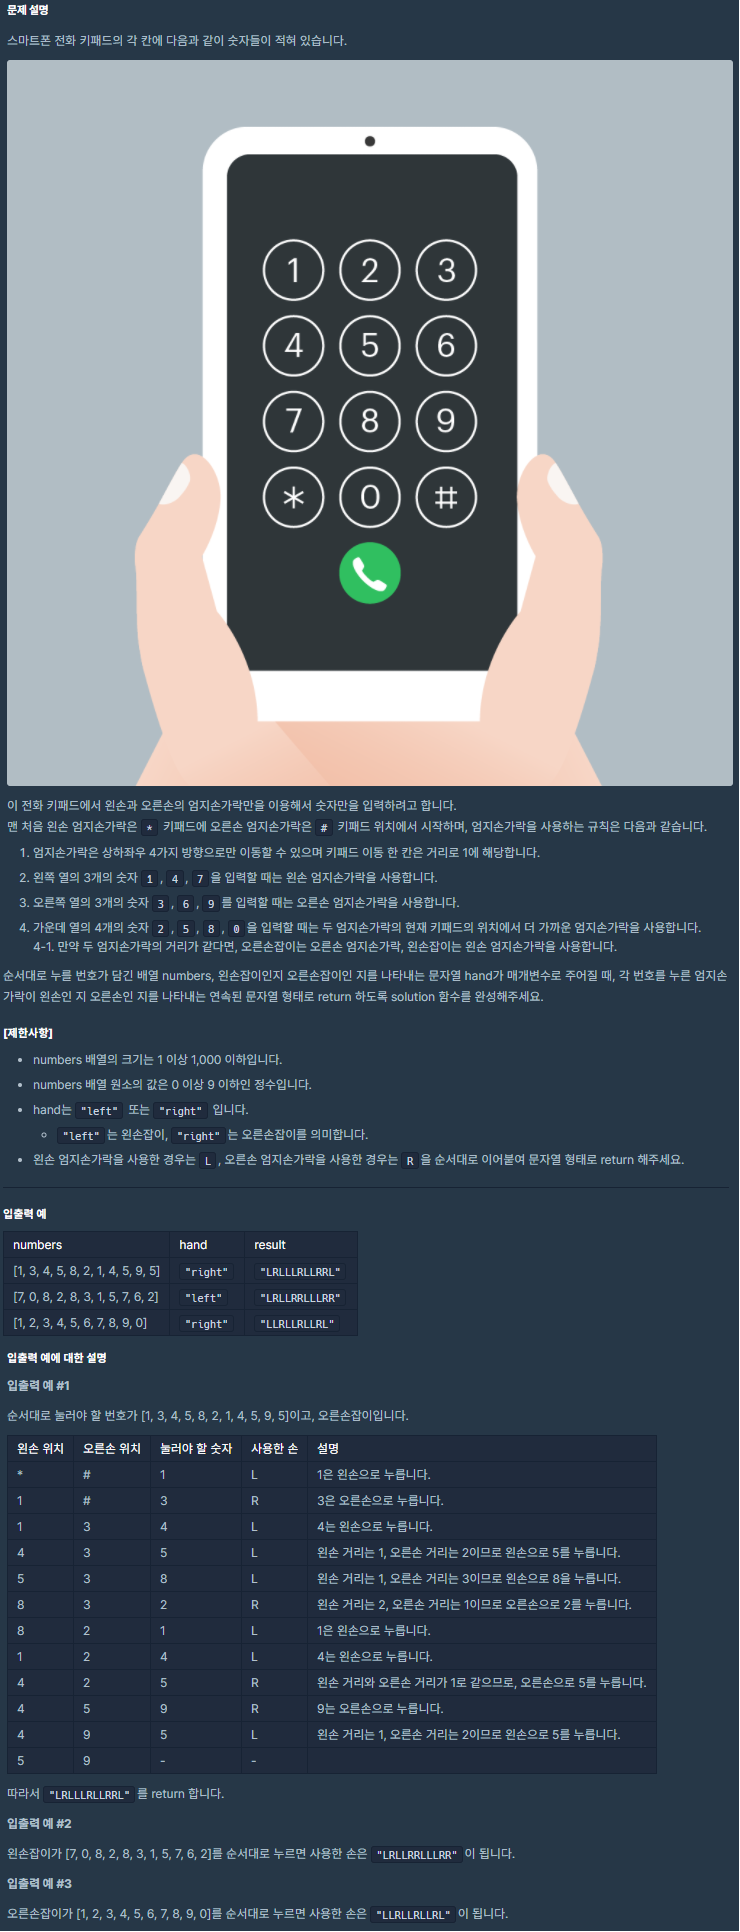 문제 설명
스마트폰 전화 키패드의 각 칸에 다음과 같이 숫자들이 적혀 있습니다.
1 2 3
4 5 6
7 8 9
* 0 #
이 전화 키패드에서 왼손과 오른손의 엄지손가락만을 이용해서 숫자만을 입력하려고 합니다.
맨 처음 왼손 엄지손가락은 * 키패드에 오른손 엄지손가락은 # 키패드 위치에서 시작하며, 엄지손가락을 사용하는 규칙은 다음과 같습니다.
1. 엄지손가락은 상하좌우 4가지 방향으로만 이동할 수 있으며 키패드 이동 한 칸은 거리로 1에 해당합니다.
2. 왼쪽 열의 3개의 숫자 1, 4, 7을 입력할 때는 왼손 엄지손가락을 사용합니다.
3. 오른쪽 열의 3개의 숫자 3, 6, 9를 입력할 때는 오른손 엄지손가락을 사용합니다.
4. 가운데 열의 4개의 숫자 2, 5, 8, 0을 입력할 때는 두 엄지손가락의 현재 키패드의 위치에서 더 가까운 엄지손가락을 사용합니다.
4-1. 만약 두 엄지손가락의 거리가 같다면, 오른손잡이는 오른손 엄지손가락, 왼손잡이는 왼손 엄지손가락을 사용합니다.
순서대로 누를 번호가 담긴 배열 numbers, 왼손잡이인지 오른손잡이인 지를 나타내는 문자열 hand가 매개변수로 주어질 때, 각 번호를 누른 엄지손
가락이 왼손인 지 오른손인 지를 나타내는 연속된 문자열 형태로 return 하도록 solution 함수를 완성해주세요.
[제한사항]
• numbers 배열의 크기는 1 이상 1,000 이하입니다.
• numbers 배열 원소의 값은 0 이상 9 이하인 정수입니다.
• hand는 "left" 또는 "right" 입니다.
◦ "left"는 왼손잡이, "right"는 오른손잡이를 의미합니다.
• 왼손 엄지손가락을 사용한 경우는 L, 오른손 엄지손가락을 사용한 경우는 R을 순서대로 이어붙여 문자열 형태로 return 해주세요.
입출력 예
numbers hand result
[1, 3, 4, 5, 8, 2, 1, 4, 5, 9, 5] "right" "LRLLLRLLRRL"
[7, 0, 8, 2, 8, 3, 1, 5, 7, 6, 2] "left" "LRLLRRLLLRR"
[1, 2, 3, 4, 5, 6, 7, 8, 9, 0] "right" "LLRLLRLLRL"
입출력 예에 대한 설명
입출력 예 #1
순서대로 눌러야 할 번호가 [1, 3, 4, 5, 8, 2, 1, 4, 5, 9, 5]이고, 오른손잡이입니다.
왼손 위치 오른손 위치 눌러야 할 숫자 사용한 손 설명
* # 1 L 1은 왼손으로 누릅니다.
1 # 3 R 3은 오른손으로 누릅니다.
1 3 4 L 4는 왼손으로 누릅니다.
4 3 5 L 왼손 거리는 1, 오른손 거리는 2이므로 왼손으로 5를 누릅니다.
5 3 8 L 왼손 거리는 1, 오른손 거리는 3이므로 왼손으로 8을 누릅니다.
8 3 2 R 왼손 거리는 2, 오른손 거리는 1이므로 오른손으로 2를 누릅니다.
8 2 1 L 1은 왼손으로 누릅니다.
1 2 4 L 4는 왼손으로 누릅니다.
4 2 5 R 왼손 거리와 오른손 거리가 1로 같으므로, 오른손으로 5를 누릅니다.
4 5 9 R 9는 오른손으로 누릅니다.
4 9 5 L 왼손 거리는 1, 오른손 거리는 2이므로 왼손으로 5를 누릅니다.
5 9 - -
따라서 "LRLLLRLLRRL"를 return 합니다.
입출력 예 #2
왼손잡이가 [7, 0, 8, 2, 8, 3, 1, 5, 7, 6, 2]를 순서대로 누르면 사용한 손은 "LRLLRRLLLRR"이 됩니다.
입출력 예 #3
오른손잡이가 [1, 2, 3, 4, 5, 6, 7, 8, 9, 0]를 순서대로 누르면 사용한 손은 "LLRLLRLLRL"이 됩니다.